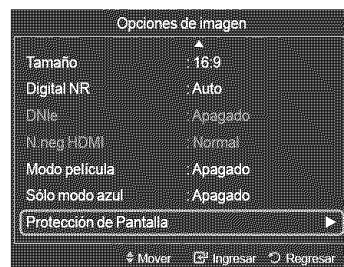 Opciones de imagen
Tamaño : 16:9
Digital NR : Auto
DNIe : Apagado
N.neg HDMI : Normal
Modo película : Apagado
Sólo modo azul : Apagado
Protección de Pantalla
Mover Ingresar Regresar